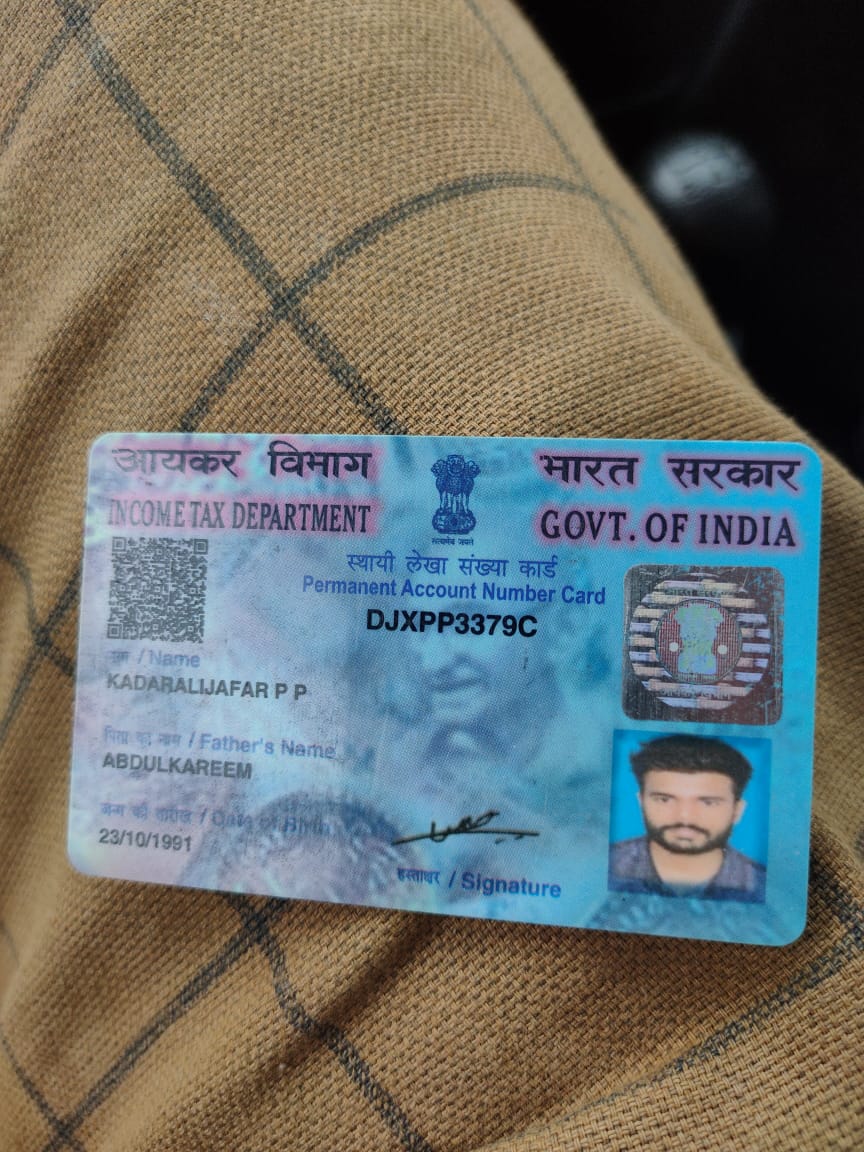 आयकर विभाग
INCOME TAX DEPARTMENT
भारत सरकार
GOVT. OF INDIA
सत्यमेव जयते
स्थायी लेखा संख्या कार्ड
Permanent Account Number Card
DJXPP3379C
नाम / Name
KADARALIJAFAR P P
पिता का नाम / Father's Name
ABDULKAREEM
जन्म की तारीख / Date of Birth
23/10/1991
हस्ताक्षर / Signature